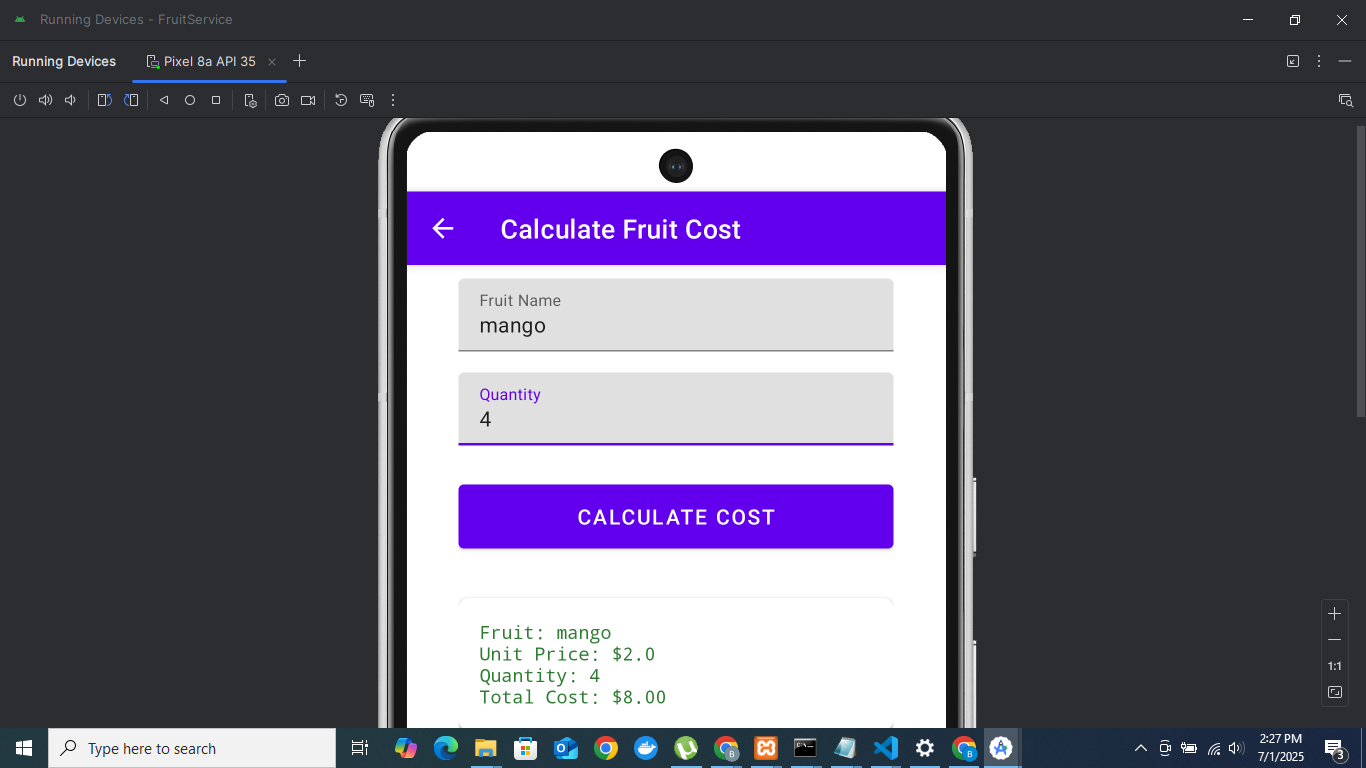 Running Devices - FruitService
Running Devices
Pixel 8a API 35
Calculate Fruit Cost
Fruit Name
mango
Quantity
4
CALCULATE COST
Fruit: mango
Unit Price: $2.0
Quantity: 4
Total Cost: $8.00
1:1
Type here to search
2:27 PM
7/1/2025
3